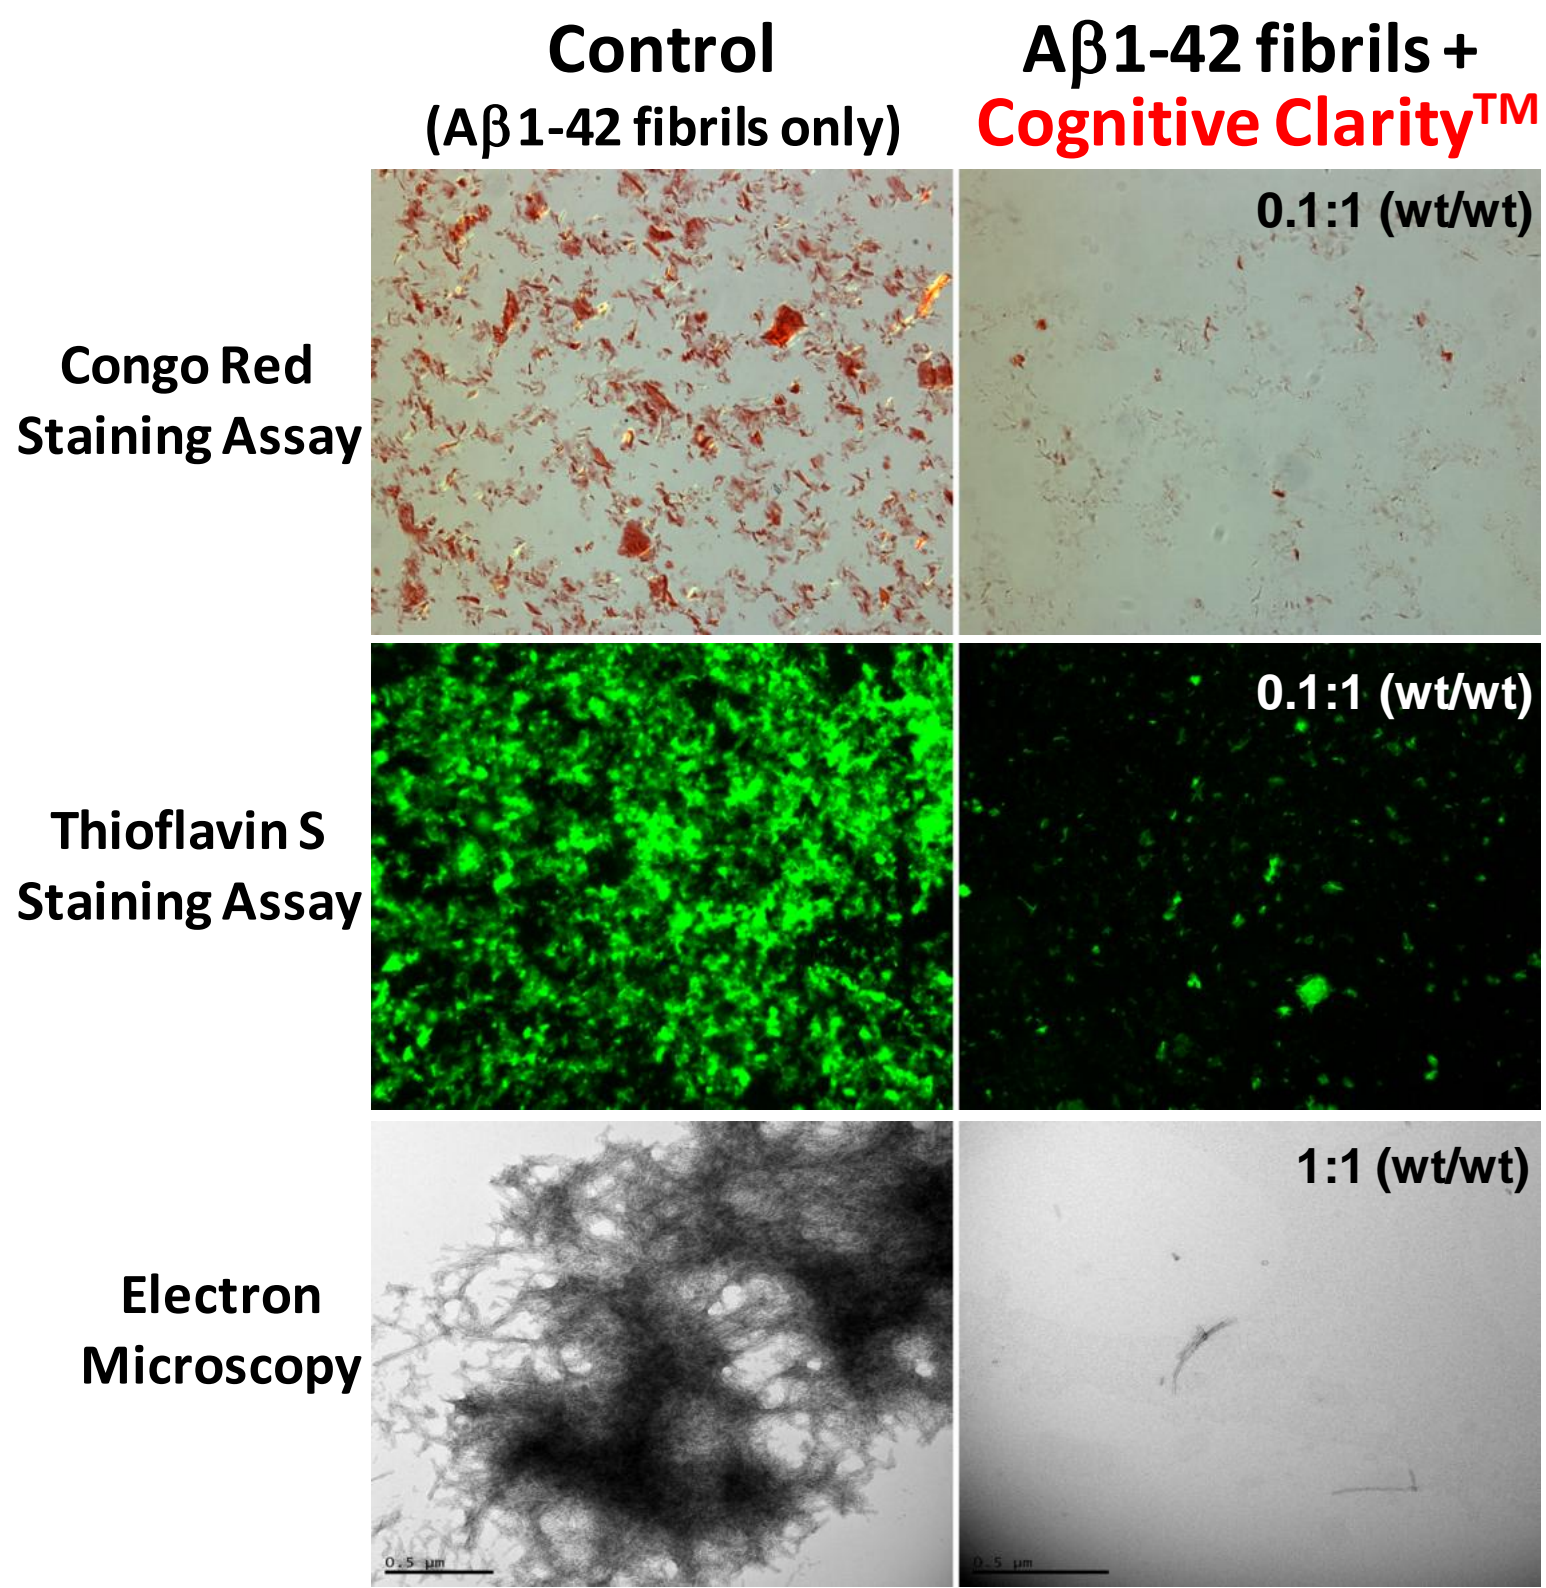 Control
(Aβ1-42 fibrils only)
Aβ1-42 fibrils +
Cognitive Clarity™
Congo Red
Staining Assay
0.1:1 (wt/wt)
Thioflavin S
Staining Assay
0.1:1 (wt/wt)
Electron
Microscopy
1:1 (wt/wt)
0.5 μm
0.5 μm